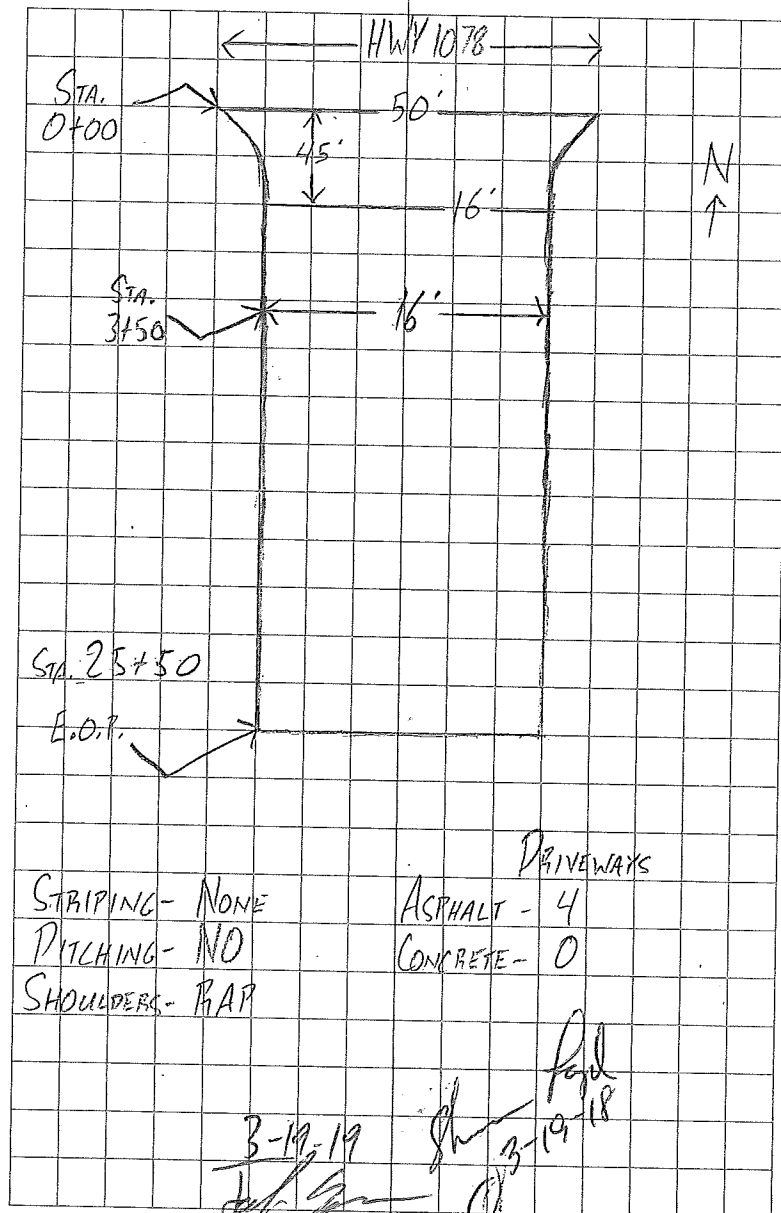 HWY 1078
STA.
0+00
50'
45'
N
16'
STA.
3+50
16'
STA. 25+50
E.O.P.
DRIVEWAYS
STRIPING - NONE
ASPHALT - 4
DITCHING - NO
CONCRETE - 0
SHOULDERS - RAP
3-19-19
3-19-18